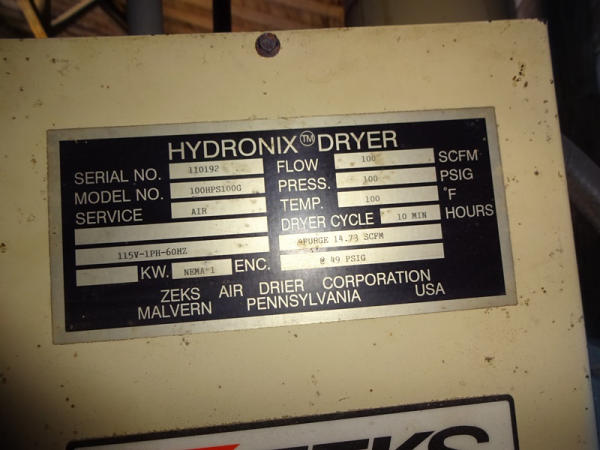 HYDRONIX™ DRYER
SERIAL NO. 110192 FLOW 100 SCFM
MODEL NO. 100HPS100G PRESS. 100 PSIG
SERVICE AIR TEMP. 100 °F
DRYER CYCLE 10 MIN HOURS
PURGE 14.73 SCFM
115V-1PH-60HZ @ 49 PSIG
KW. NEMA 1 ENC.
ZEKS AIR DRIER CORPORATION
MALVERN PENNSYLVANIA USA
ZEKS